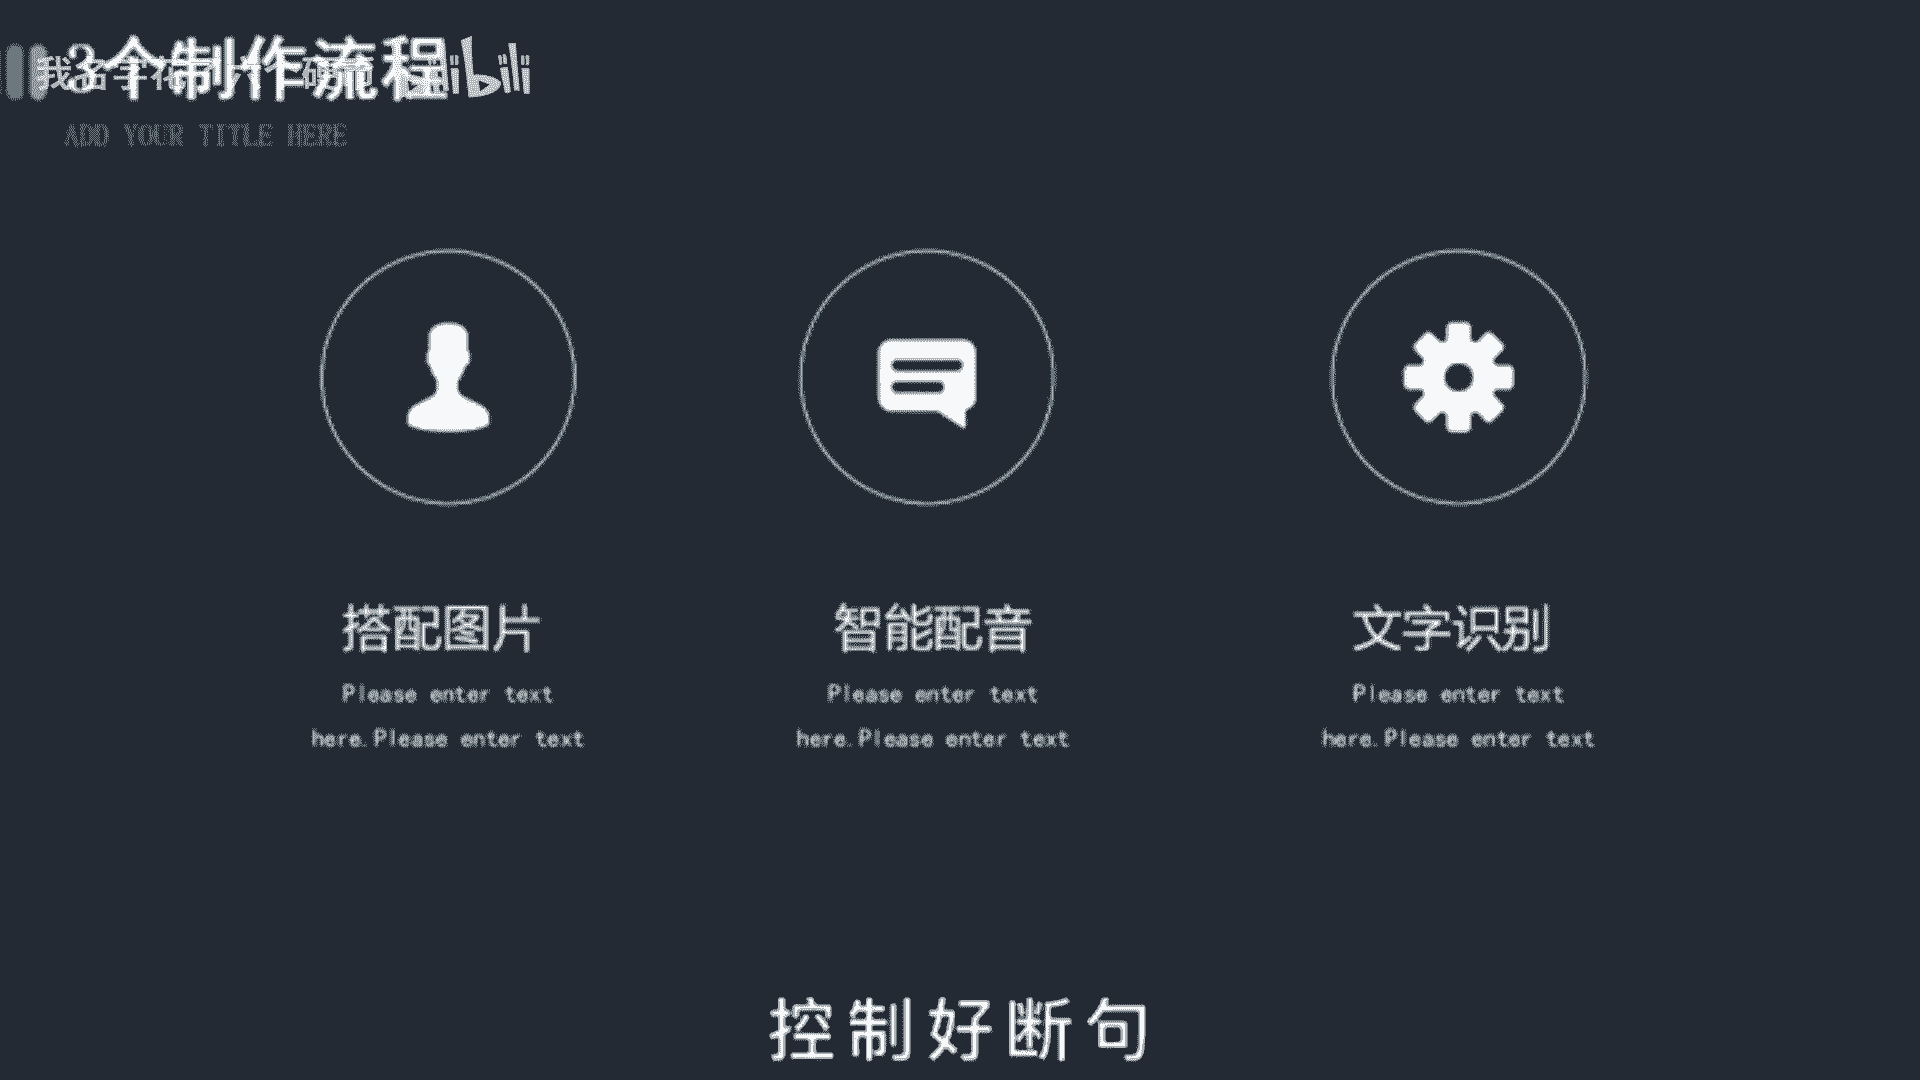 3个制作流程
bilibili
ADD YOUR TITLE HERE
搭配图片
Please enter text
here.Please enter text
智能配音
Please enter text
here.Please enter text
文字识别
Please enter text
here.Please enter text
控制好断句